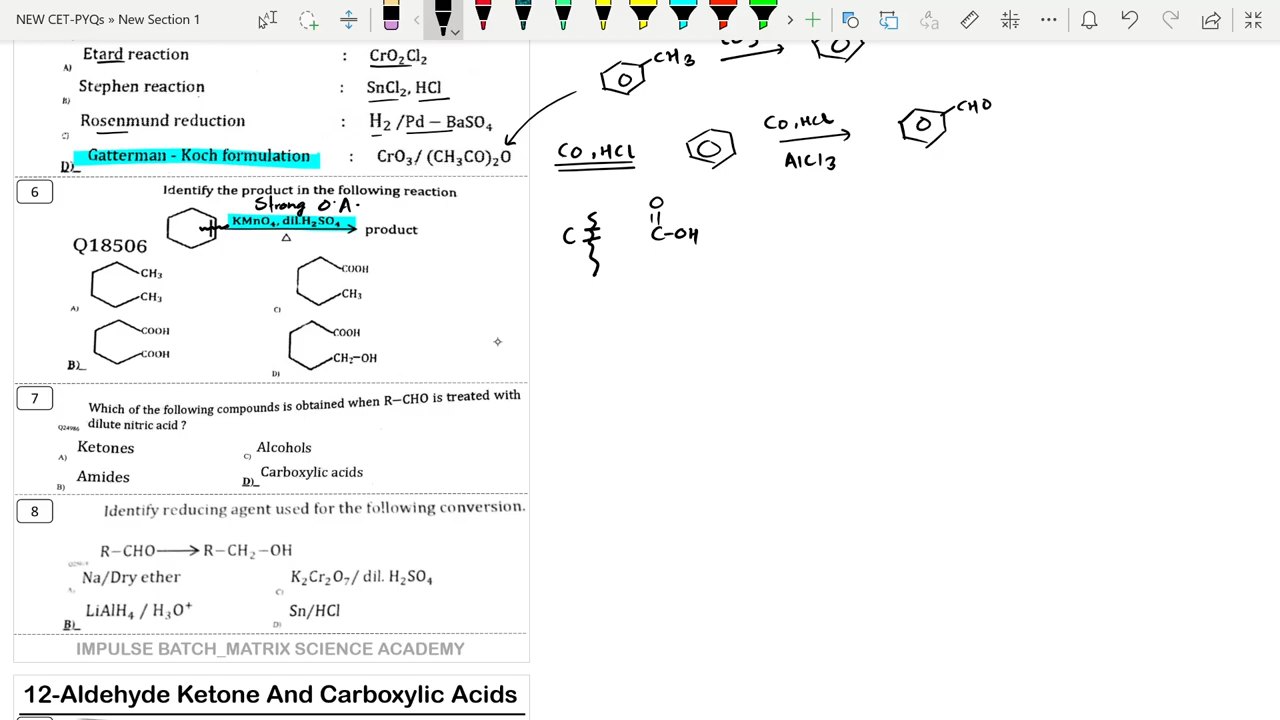 NEW CET-PYQs » New Section 1
A) Etard reaction : CrO₂Cl₂
B) Stephen reaction : SnCl₂, HCl
C) Rosenmund reduction : H₂ /Pd – BaSO₄
D) Gatterman - Koch formulation : CrO₃/ (CH₃CO)₂O
6
Identify the product in the following reaction
Strong O.A.
KMnO₄, dil.H₂SO₄
Δ
product
Q18506
A) CH₃
CH₃
C) COOH
CH₃
B) COOH
COOH
D) COOH
CH₂–OH
7
Which of the following compounds is obtained when R–CHO is treated with
Q24986 dilute nitric acid ?
A) Ketones
C) Alcohols
B) Amides
D) Carboxylic acids
8
Identify reducing agent used for the following conversion.
R–CHO ⟶ R–CH₂–OH
Na/Dry ether
C) K₂Cr₂O₇/ dil. H₂SO₄
B) LiAlH₄ / H₃O⁺
D) Sn/HCl
IMPULSE BATCH_MATRIX SCIENCE ACADEMY
12-Aldehyde Ketone And Carboxylic Acids
CH₃
CO, HCl
CO, HCl
AlCl₃
CHO
C
O
C–OH